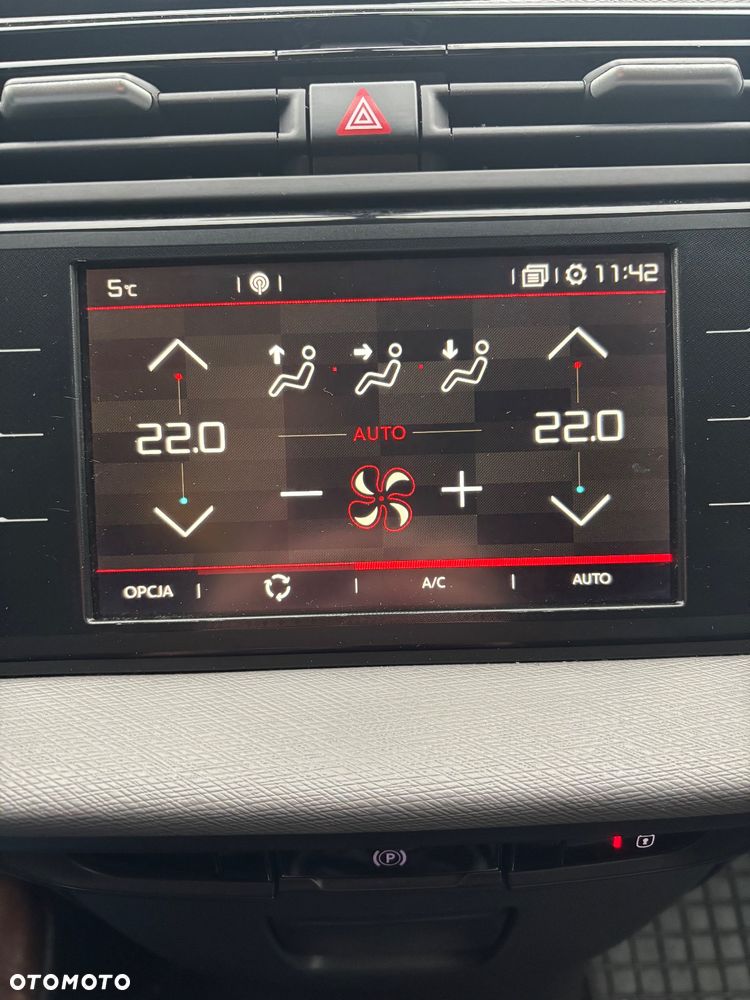 5°C 11:42
22.0 22.0
AUTO
OPCJA A/C AUTO
P
OTOMOTO